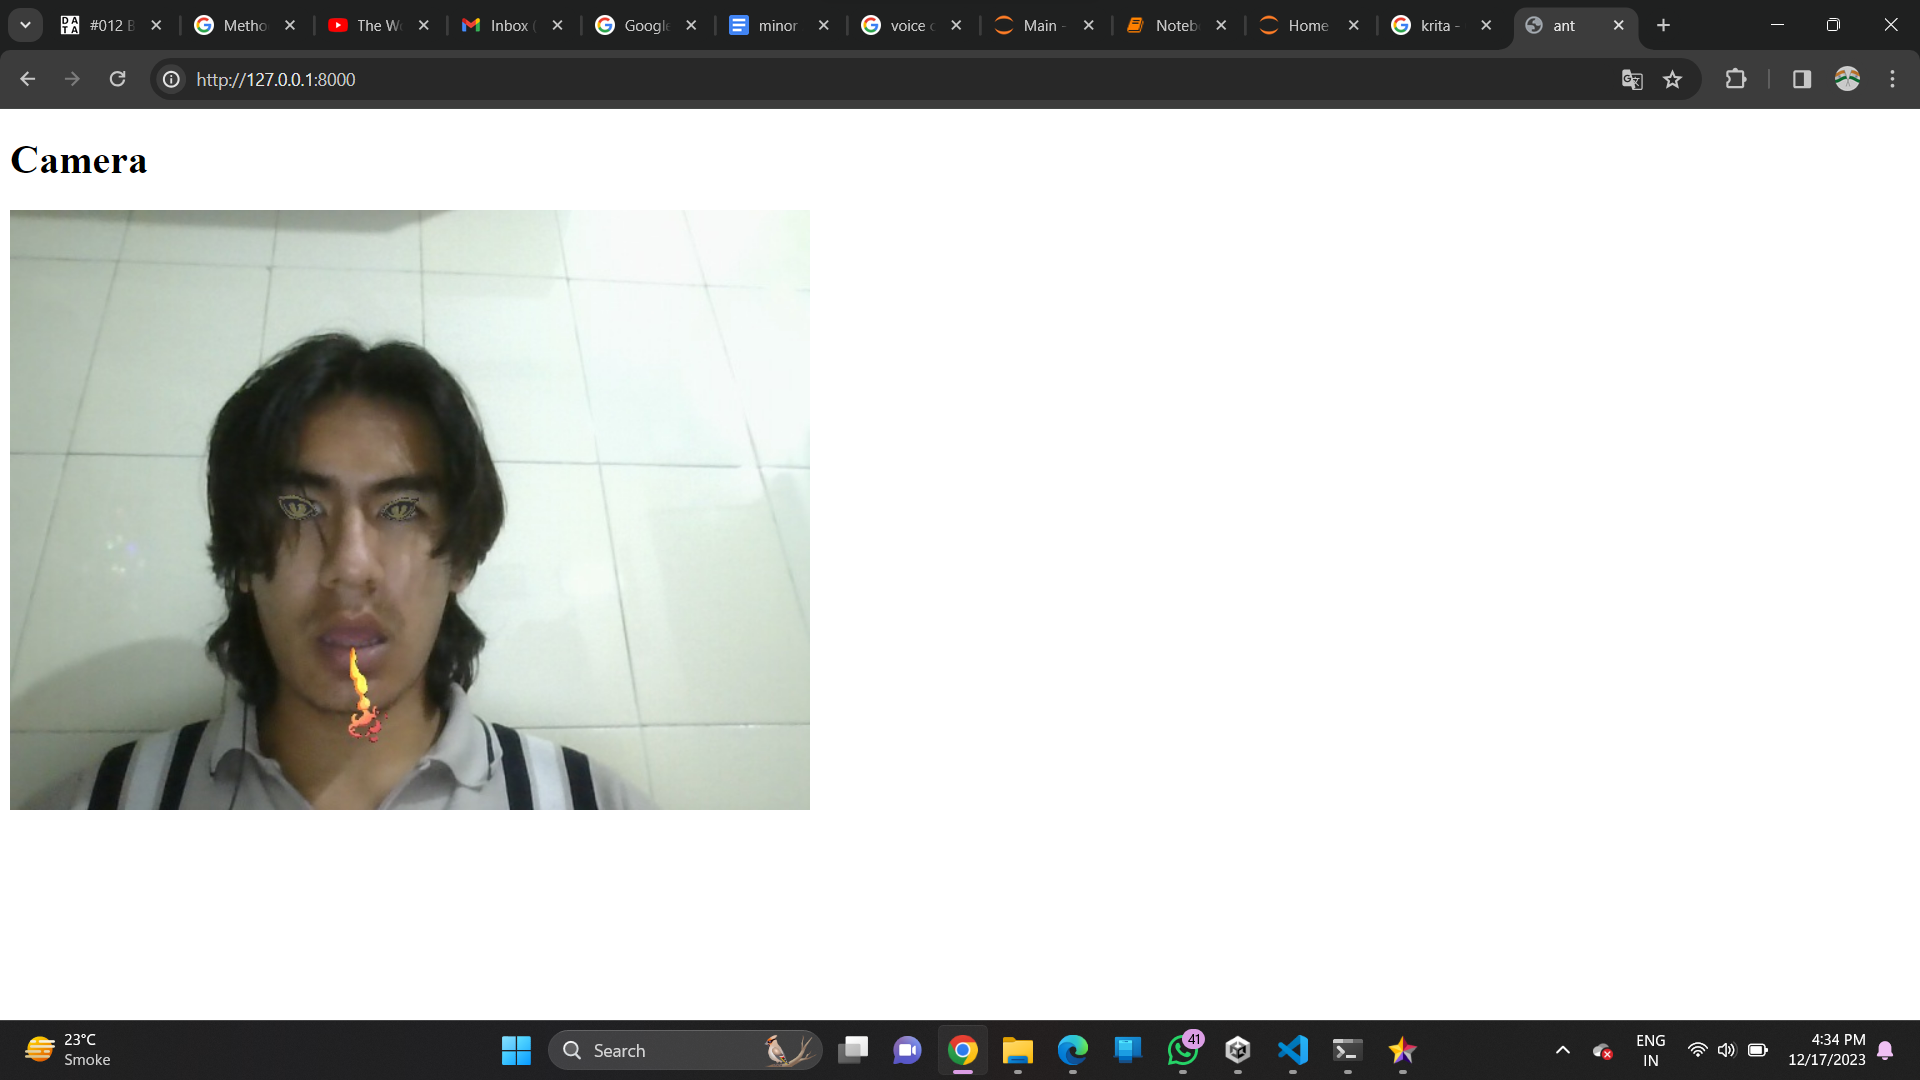 #012 B
Metho
The W
Inbox (
Google
minor
voice c
Main -
Noteb
Home
krita -
ant
http://127.0.0.1:8000
Camera
23°C
Smoke
Search
41
ENG
IN
4:34 PM
12/17/2023